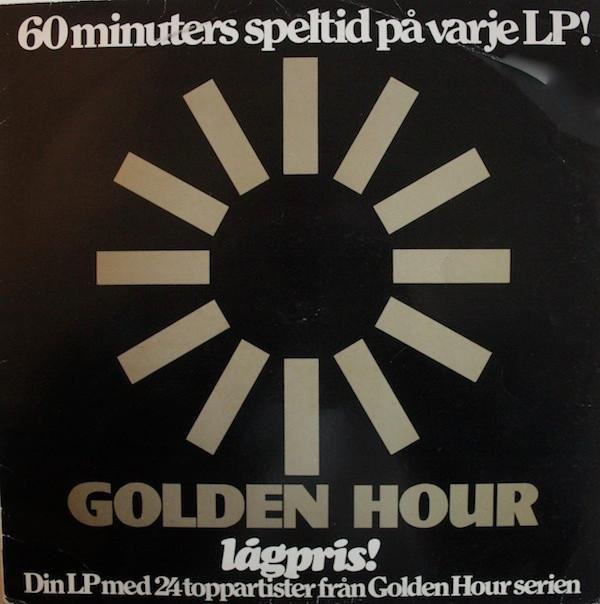 60 minuters speltid på varje LP!
GOLDEN HOUR
lågpris!
Din LP med 24 toppartister från Golden Hour serien